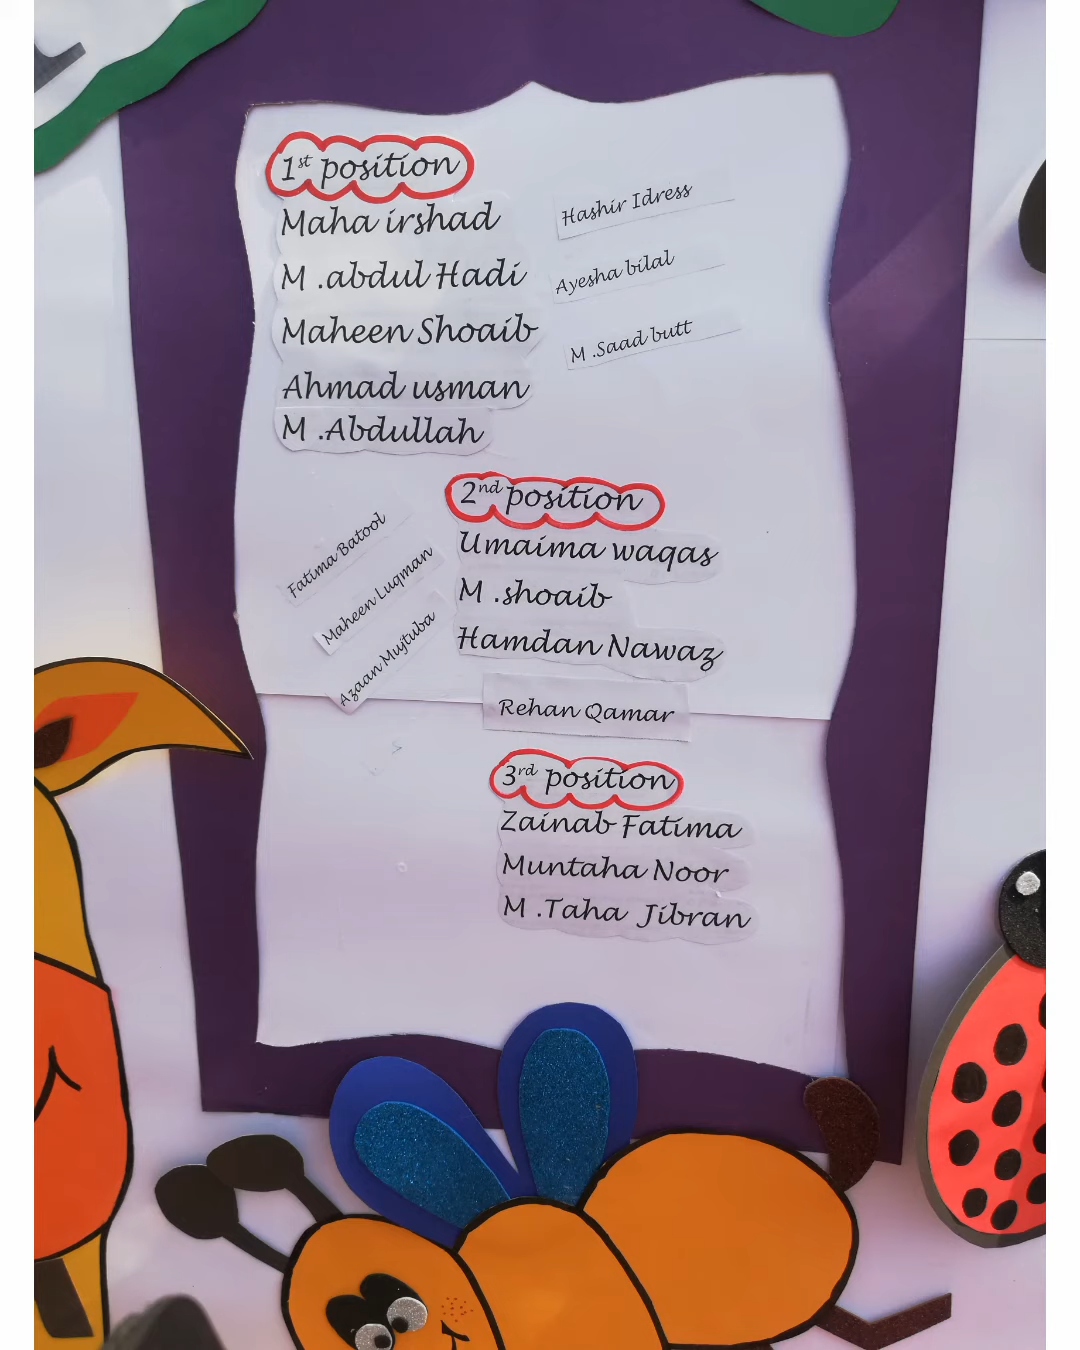 1st position
Maha irshad
M .abdul Hadi
Maheen Shoaib
Ahmad usman
M .Abdullah
Hashir Idress
Ayesha bilal
M .Saad butt
2nd position
Umaima waqas
M .shoaib
Hamdan Nawaz
Rehan Qamar
Fatima Batool
Maheen Luqman
Azaan Mujtuba
3rd position
Zainab Fatima
Muntaha Noor
M .Taha Jibran